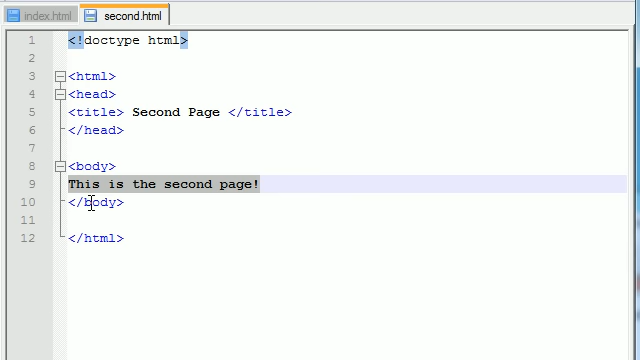 index.html second.html
1 <!doctype html>
2
3 <html>
4 <head>
5 <title> Second Page </title>
6 </head>
7
8 <body>
9 This is the second page!
10 </body>
11
12 </html>